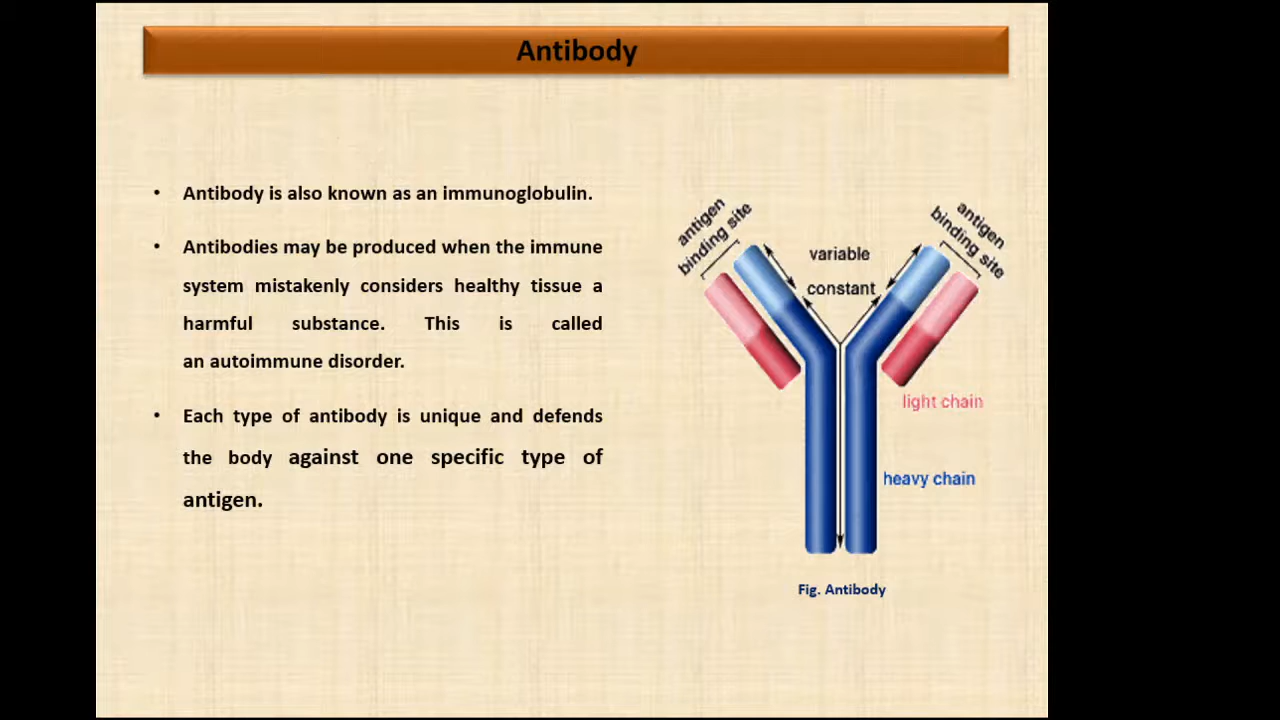 Antibody
• Antibody is also known as an immunoglobulin.
• Antibodies may be produced when the immune
system mistakenly considers healthy tissue a
harmful substance. This is called
an autoimmune disorder.
• Each type of antibody is unique and defends
the body against one specific type of
antigen.
antigen
binding site
variable
constant
antigen
binding site
light chain
heavy chain
Fig. Antibody